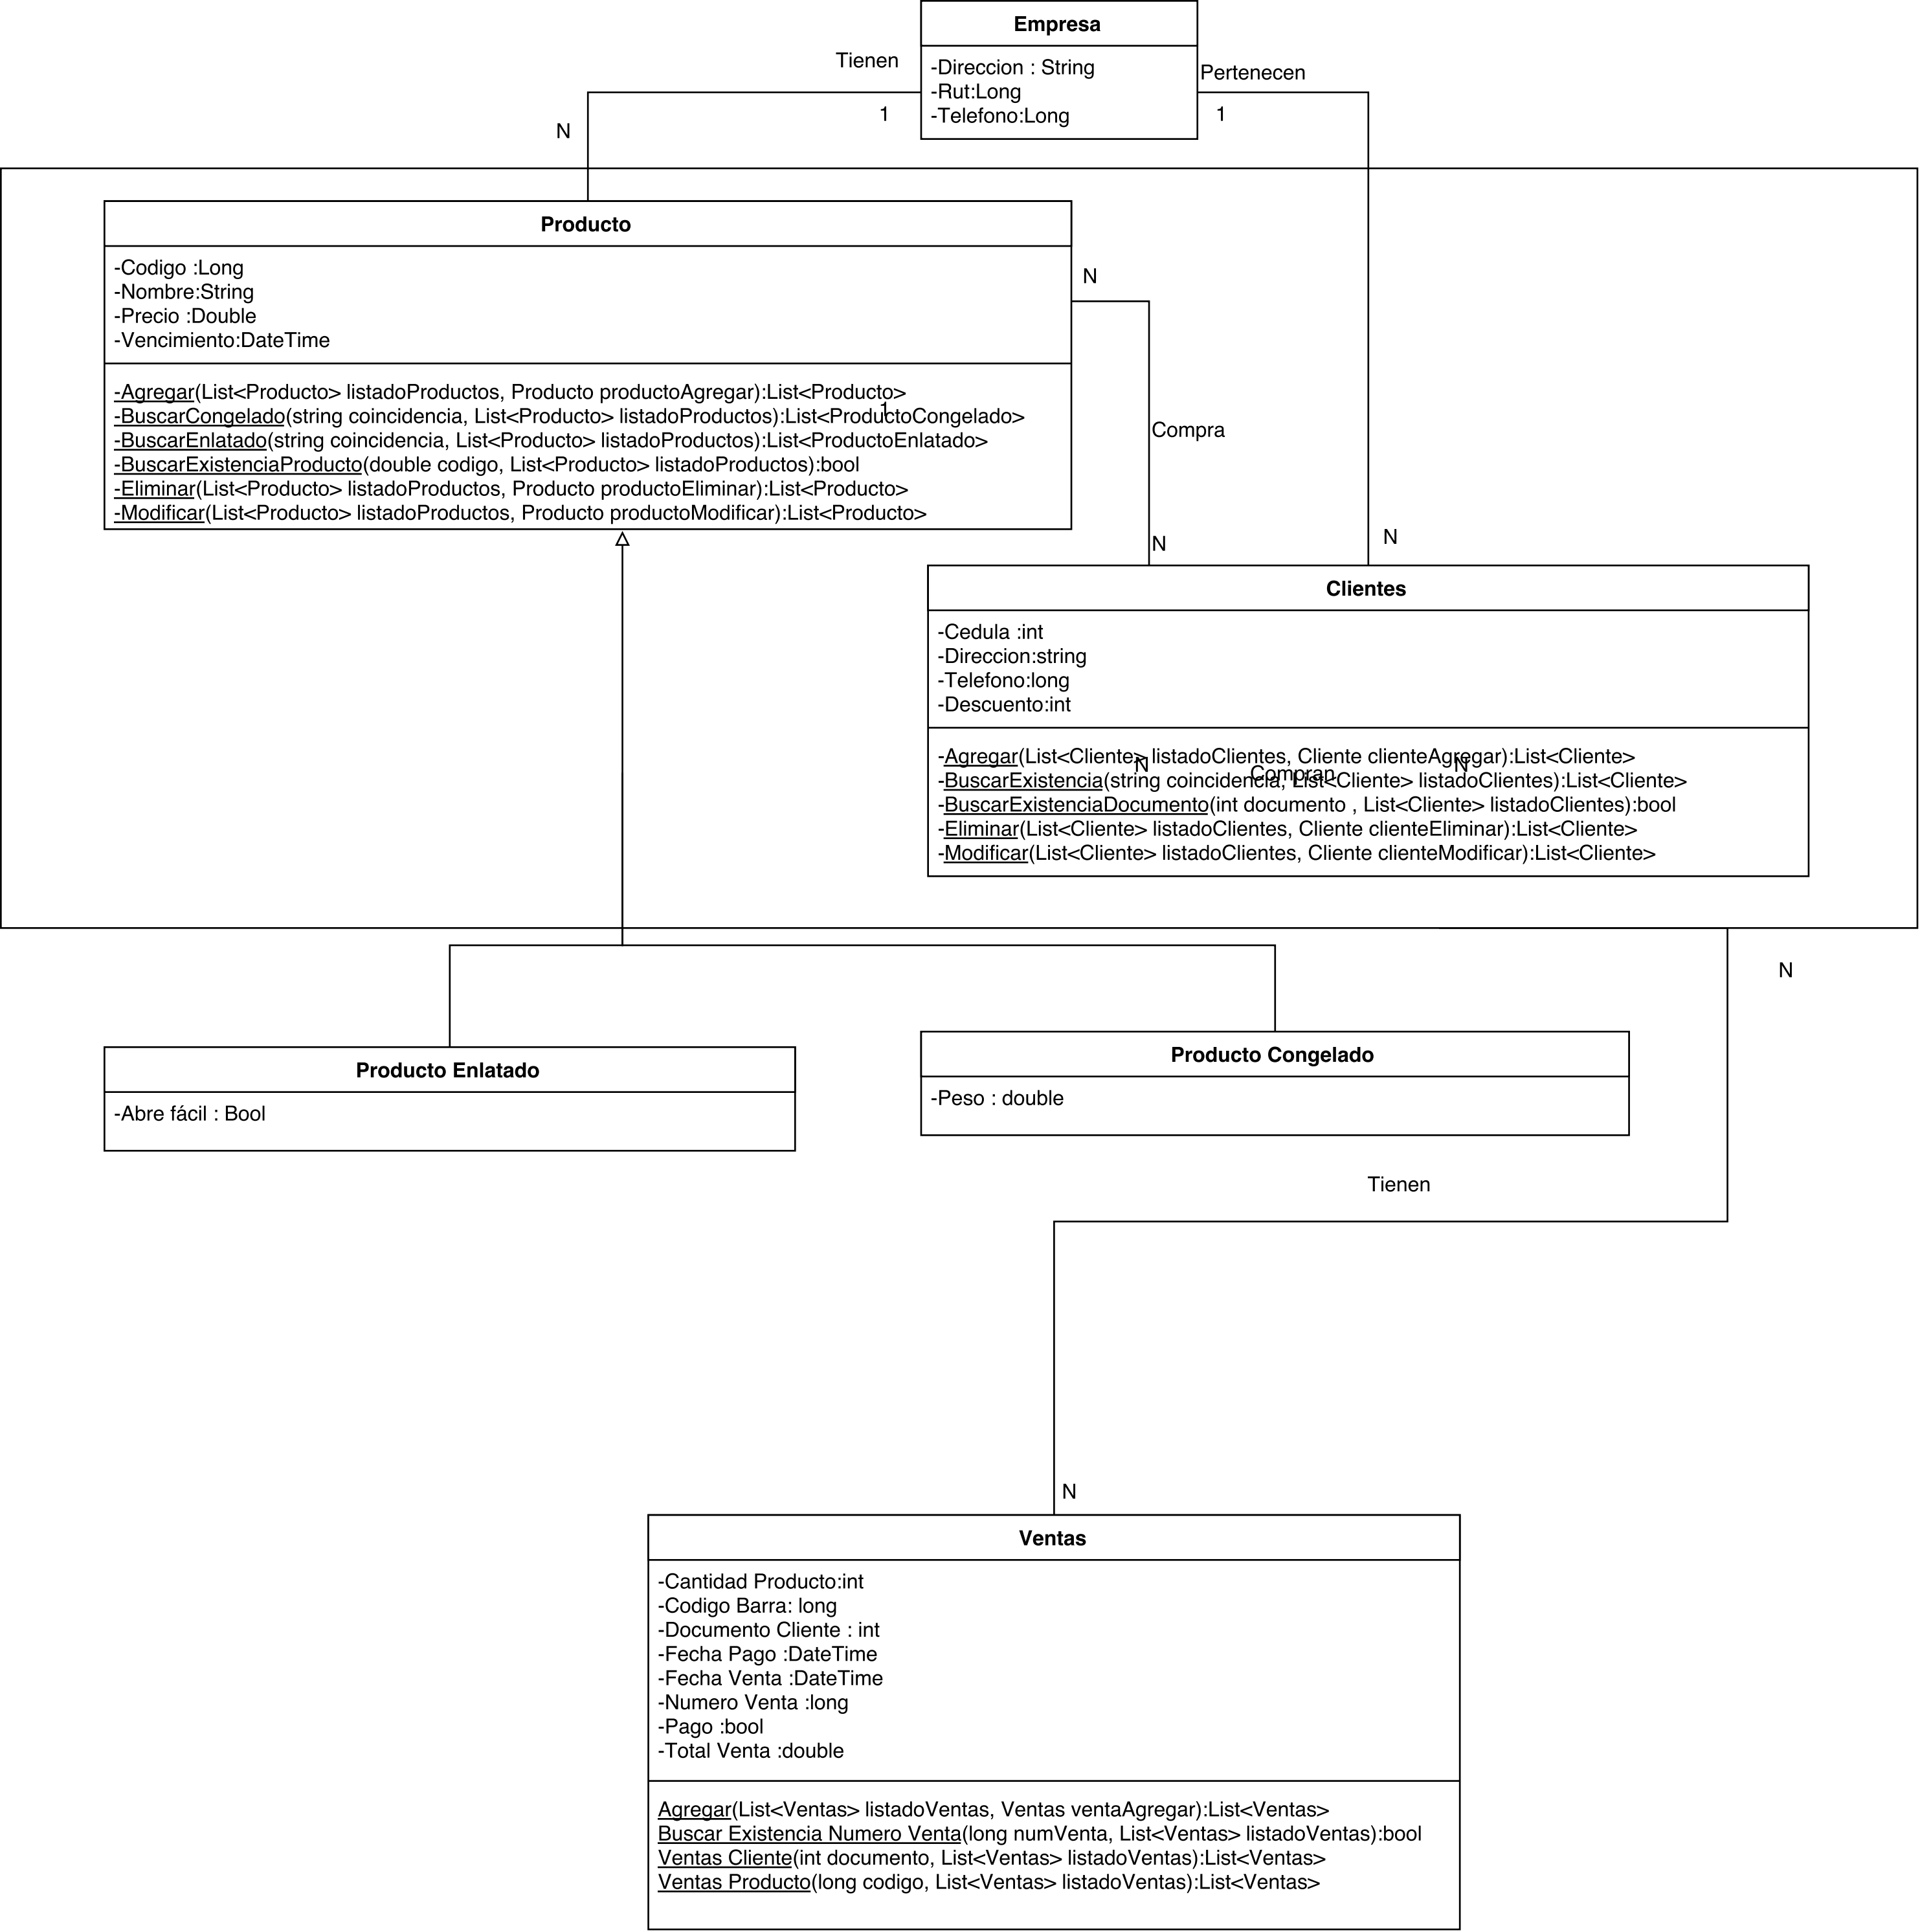 Empresa
Tienen
-Direccion : String
Pertenecen
-Rut:Long
1
-Telefono:Long
1
N
Producto
-Codigo :Long
N
-Nombre:String
-Precio :Double
-Vencimiento:DateTime
-Agregar(List<Producto> listadoProductos, Producto productoAgregar):List<Producto>
1
-BuscarCongelado(string coincidencia, List<Producto> listadoProductos):List<ProductoCongelado>
Compra
-BuscarEnlatado(string coincidencia, List<Producto> listadoProductos):List<ProductoEnlatado>
-BuscarExistenciaProducto(double codigo, List<Producto> listadoProductos):bool
-Eliminar(List<Producto> listadoProductos, Producto productoEliminar):List<Producto>
-Modificar(List<Producto> listadoProductos, Producto productoModificar):List<Producto>
N
N
Clientes
-Cedula :int
-Direccion:string
-Telefono:long
-Descuento:int
-Agregar(List<Cliente> listadoClientes, Cliente clienteAgregar):List<Cliente>
N
N
Compran
-BuscarExistencia(string coincidencia, List<Cliente> listadoClientes):List<Cliente>
-BuscarExistenciaDocumento(int documento , List<Cliente> listadoClientes):bool
-Eliminar(List<Cliente> listadoClientes, Cliente clienteEliminar):List<Cliente>
-Modificar(List<Cliente> listadoClientes, Cliente clienteModificar):List<Cliente>
N
Producto Enlatado
-Abre fácil : Bool
Producto Congelado
-Peso : double
Tienen
N
Ventas
-Cantidad Producto:int
-Codigo Barra: long
-Documento Cliente : int
-Fecha Pago :DateTime
-Fecha Venta :DateTime
-Numero Venta :long
-Pago :bool
-Total Venta :double
Agregar(List<Ventas> listadoVentas, Ventas ventaAgregar):List<Ventas>
Buscar Existencia Numero Venta(long numVenta, List<Ventas> listadoVentas):bool
Ventas Cliente(int documento, List<Ventas> listadoVentas):List<Ventas>
Ventas Producto(long codigo, List<Ventas> listadoVentas):List<Ventas>